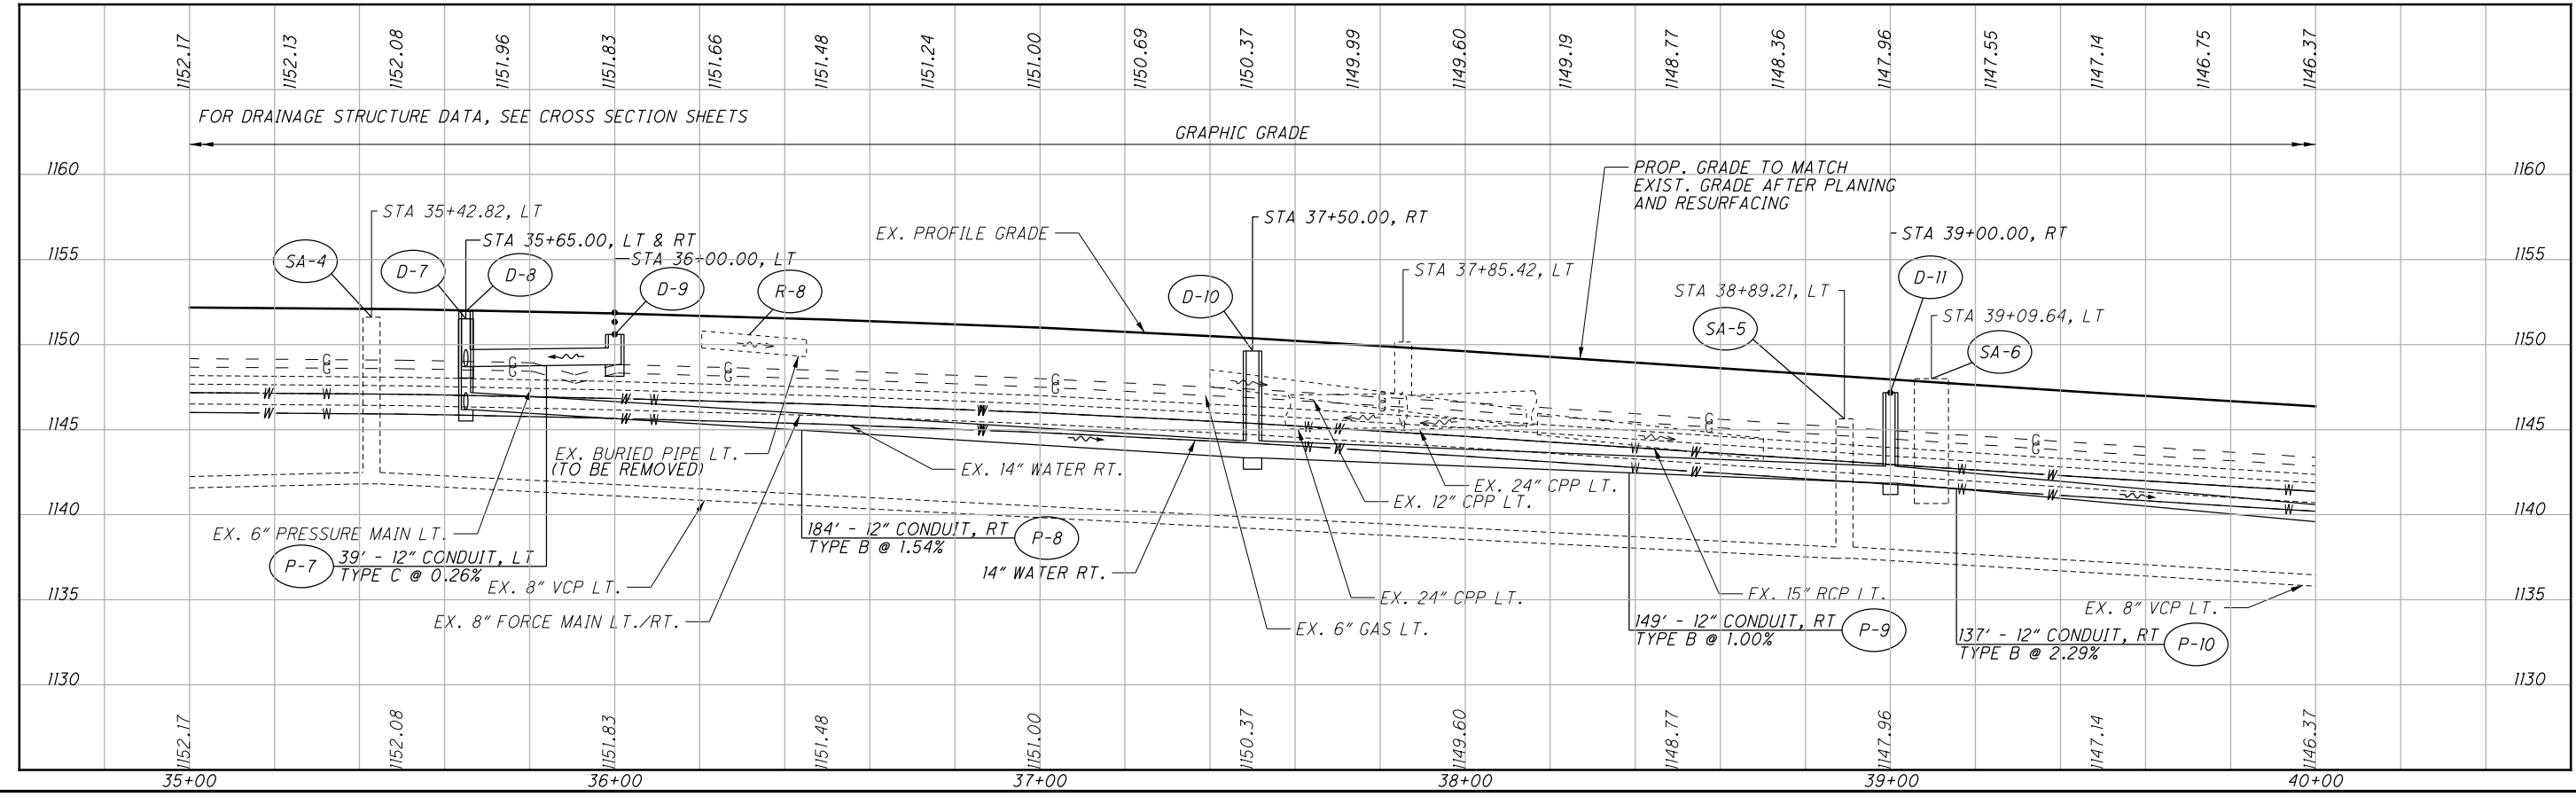 1152.17 1152.13 1152.08 1151.96 1151.83 1151.66 1151.48 1151.24 1151.00 1150.69 1150.37 1149.99 1149.60 1149.19 1148.77 1148.36 1147.96 1147.55 1147.14 1146.75 1146.37
FOR DRAINAGE STRUCTURE DATA, SEE CROSS SECTION SHEETS
GRAPHIC GRADE
1160 1160
PROP. GRADE TO MATCH
EXIST. GRADE AFTER PLANING
AND RESURFACING
STA 35+42.82, LT
STA 37+50.00, RT
EX. PROFILE GRADE
STA 39+00.00, RT
STA 35+65.00, LT & RT
1155 1155
STA 36+00.00, LT
SA-4
D-7
D-8
D-9
R-8
D-10
STA 37+85.42, LT
D-11
STA 38+89.21, LT
STA 39+09.64, LT
SA-5
SA-6
1150 1150
G G G G G G
G G G G G G
W W W W W W W W W W W
W W W W W W W W W W W
1145 1145
EX. BURIED PIPE LT.
(TO BE REMOVED)
EX. 14" WATER RT.
EX. 24" CPP LT.
EX. 12" CPP LT.
1140 1140
EX. 6" PRESSURE MAIN LT.
184' - 12" CONDUIT, RT
TYPE B @ 1.54%
P-8
P-7
39' - 12" CONDUIT, LT
TYPE C @ 0.26%
14" WATER RT.
EX. 8" VCP LT.
EX. 24" CPP LT.
EX. 15" RCP LT.
1135 1135
EX. 8" VCP LT.
EX. 8" FORCE MAIN LT./RT.
EX. 6" GAS LT.
149' - 12" CONDUIT, RT
TYPE B @ 1.00%
P-9
137' - 12" CONDUIT, RT
TYPE B @ 2.29%
P-10
1130 1130
1152.17 1152.08 1151.83 1151.48 1151.00 1150.37 1149.60 1148.77 1147.96 1147.14 1146.37
35+00 36+00 37+00 38+00 39+00 40+00